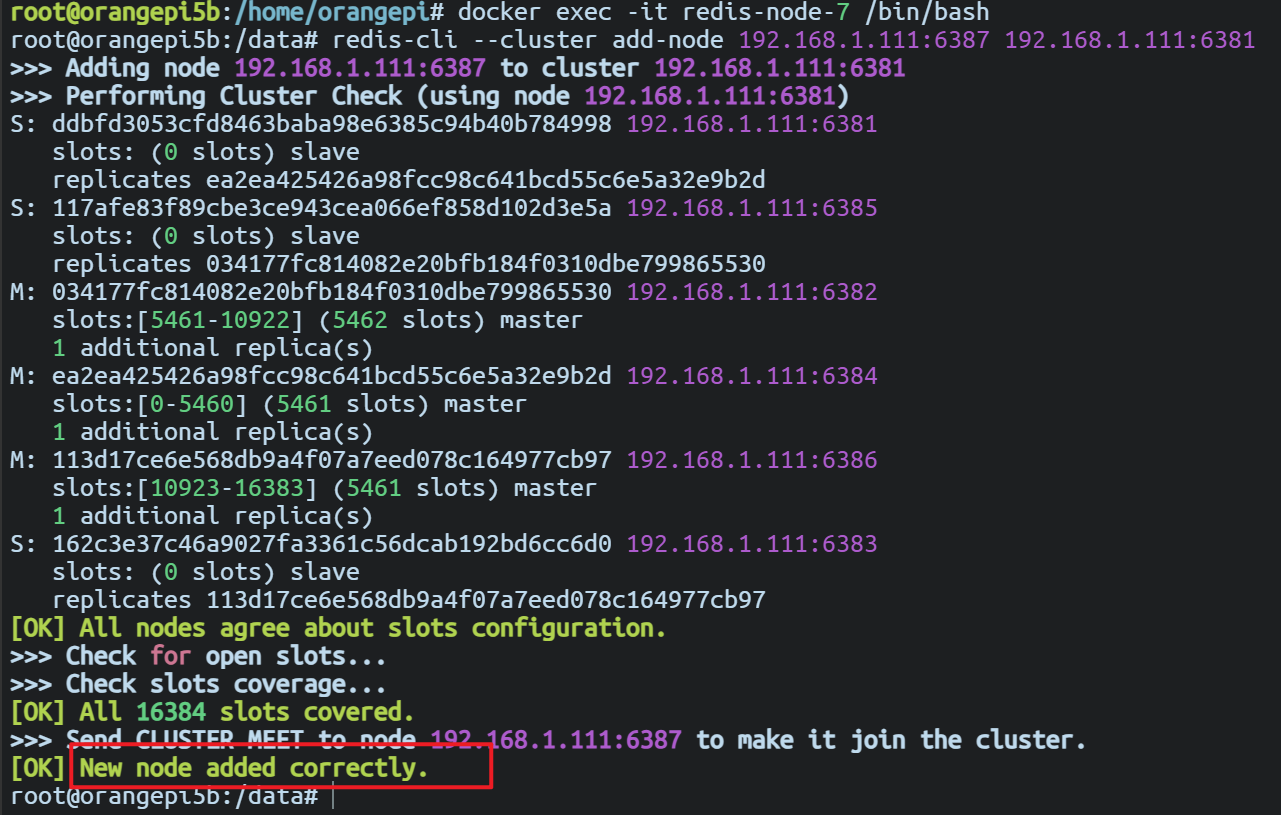 root@orangepi5b:/home/orangepi# docker exec -it redis-node-7 /bin/bash
root@orangepi5b:/data# redis-cli --cluster add-node 192.168.1.111:6387 192.168.1.111:6381
>>> Adding node 192.168.1.111:6387 to cluster 192.168.1.111:6381
>>> Performing Cluster Check (using node 192.168.1.111:6381)
S: ddbfd3053cfd8463baba98e6385c94b40b784998 192.168.1.111:6381
   slots: (0 slots) slave
   replicates ea2ea425426a98fcc98c641bcd55c6e5a32e9b2d
S: 117afe83f89cbe3ce943cea066ef858d102d3e5a 192.168.1.111:6385
   slots: (0 slots) slave
   replicates 034177fc814082e20bfb184f0310dbe799865530
M: 034177fc814082e20bfb184f0310dbe799865530 192.168.1.111:6382
   slots:[5461-10922] (5462 slots) master
   1 additional replica(s)
M: ea2ea425426a98fcc98c641bcd55c6e5a32e9b2d 192.168.1.111:6384
   slots:[0-5460] (5461 slots) master
   1 additional replica(s)
M: 113d17ce6e568db9a4f07a7eed078c164977cb97 192.168.1.111:6386
   slots:[10923-16383] (5461 slots) master
   1 additional replica(s)
S: 162c3e37c46a9027fa3361c56dcab192bd6cc6d0 192.168.1.111:6383
   slots: (0 slots) slave
   replicates 113d17ce6e568db9a4f07a7eed078c164977cb97
[OK] All nodes agree about slots configuration.
>>> Check for open slots...
>>> Check slots coverage...
[OK] All 16384 slots covered.
>>> Send CLUSTER MEET to node 192.168.1.111:6387 to make it join the cluster.
[OK] New node added correctly.
root@orangepi5b:/data#